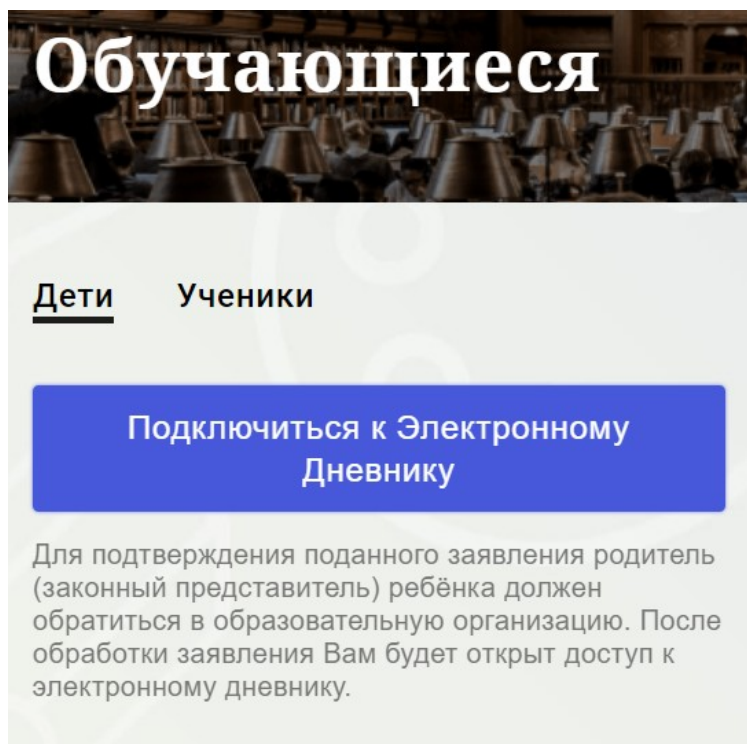 Обучающиеся
Дети Ученики
Подключиться к Электронному
Дневнику
Для подтверждения поданного заявления родитель
(законный представитель) ребёнка должен
обратиться в образовательную организацию. После
обработки заявления Вам будет открыт доступ к
электронному дневнику.